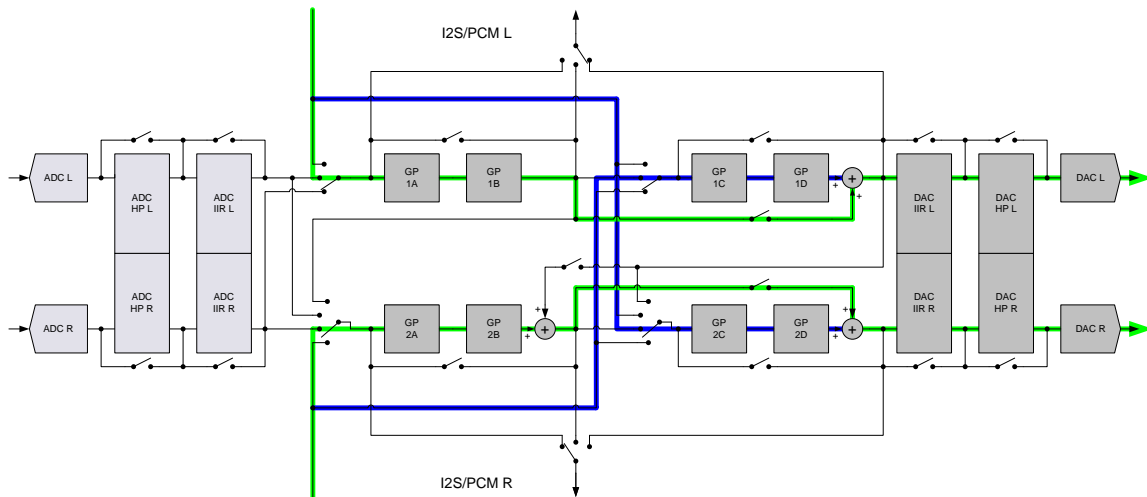 I2S/PCM L
ADC L
ADC
HP L
ADC
IIR L
GP
1A
GP
1B
GP
1C
GP
1D
+
+
+
DAC
IIR L
DAC
HP L
DAC L
ADC R
ADC
HP R
ADC
IIR R
GP
2A
GP
2B
+
+
+
GP
2C
GP
2D
+
+
+
DAC
IIR R
DAC
HP R
DAC R
I2S/PCM R